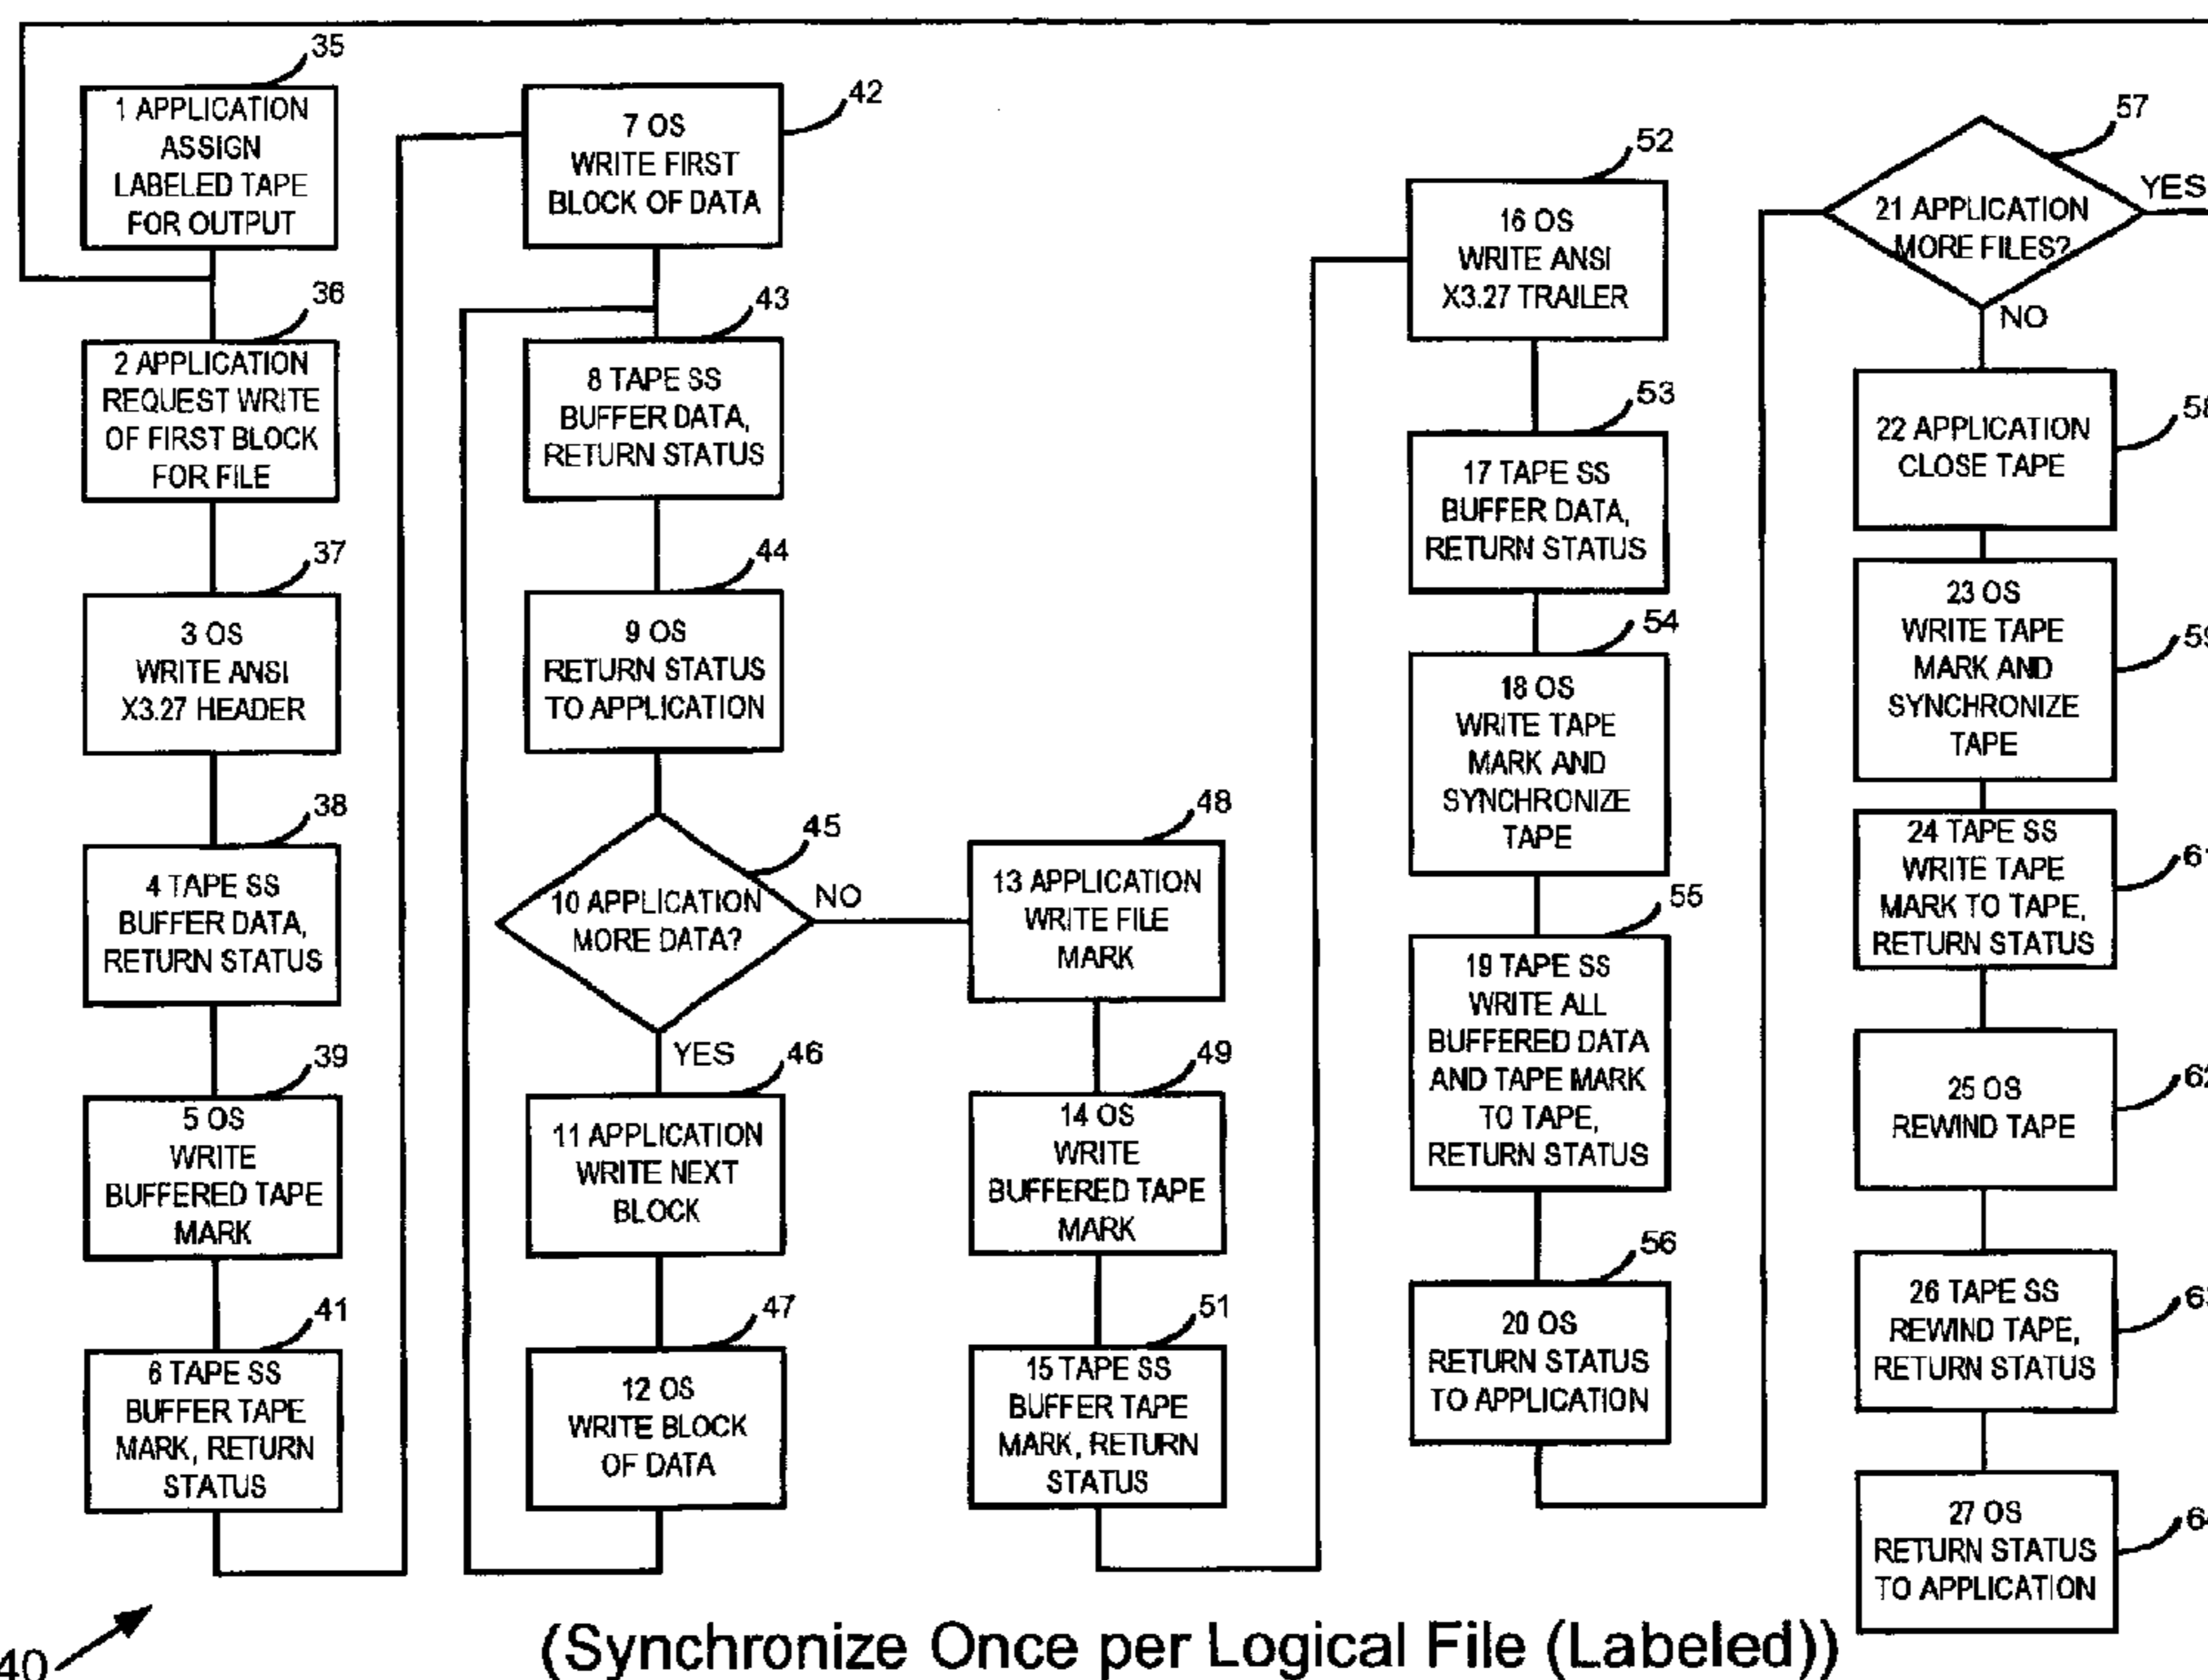 35
1 APPLICATION
ASSIGN
LABELED TAPE
FOR OUTPUT
36
2 APPLICATION
REQUEST WRITE
OF FIRST BLOCK
FOR FILE
37
3 OS
WRITE ANSI
X3.27 HEADER
38
4 TAPE SS
BUFFER DATA,
RETURN STATUS
39
5 OS
WRITE
BUFFERED TAPE
MARK
41
6 TAPE SS
BUFFER TAPE
MARK, RETURN
STATUS
42
7 OS
WRITE FIRST
BLOCK OF DATA
43
8 TAPE SS
BUFFER DATA,
RETURN STATUS
44
9 OS
RETURN STATUS
TO APPLICATION
45
10 APPLICATION
MORE DATA?
NO
YES
46
11 APPLICATION
WRITE NEXT
BLOCK
47
12 OS
WRITE BLOCK
OF DATA
48
13 APPLICATION
WRITE FILE
MARK
49
14 OS
WRITE
BUFFERED TAPE
MARK
51
15 TAPE SS
BUFFER TAPE
MARK, RETURN
STATUS
52
16 OS
WRITE ANSI
X3.27 TRAILER
53
17 TAPE SS
BUFFER DATA,
RETURN STATUS
54
18 OS
WRITE TAPE
MARK AND
SYNCHRONIZE
TAPE
55
19 TAPE SS
WRITE ALL
BUFFERED DATA
AND TAPE MARK
TO TAPE,
RETURN STATUS
56
20 OS
RETURN STATUS
TO APPLICATION
57
21 APPLICATION
MORE FILES?
YES
NO
22 APPLICATION
CLOSE TAPE
23 OS
WRITE TAPE
MARK AND
SYNCHRONIZE
TAPE
24 TAPE SS
WRITE TAPE
MARK TO TAPE,
RETURN STATUS
25 OS
REWIND TAPE
26 TAPE SS
REWIND TAPE,
RETURN STATUS
27 OS
RETURN STATUS
TO APPLICATION
40
(Synchronize Once per Logical File (Labeled))